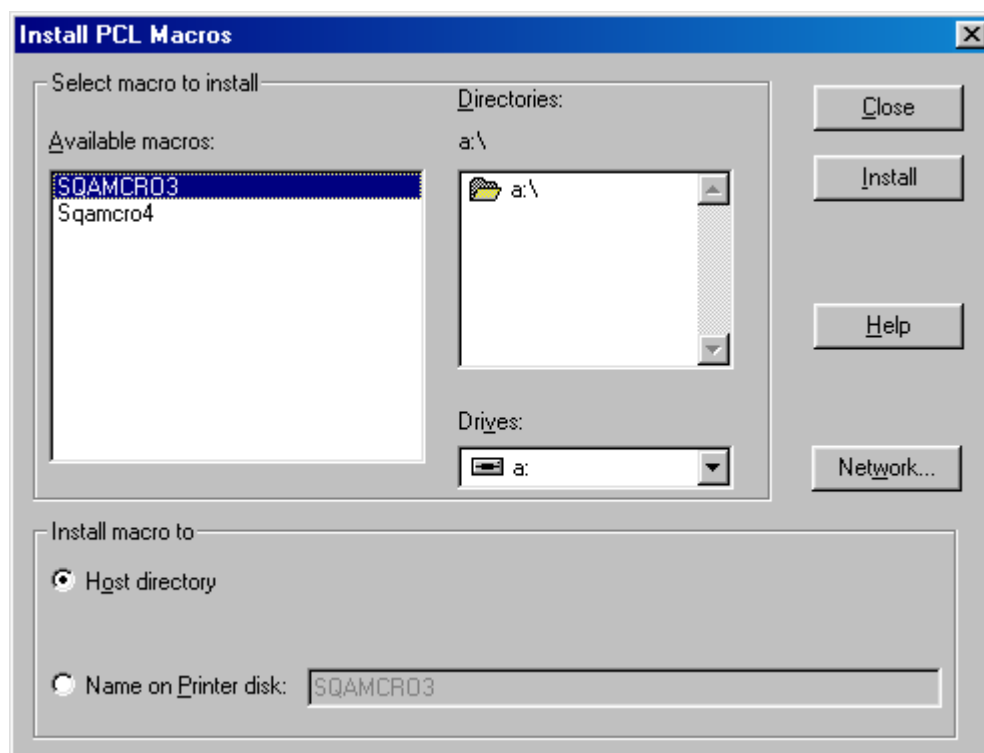 Install PCL Macros
Select macro to install
Available macros:
SQAMCRO3
Sqamcro4
Directories:
a:\
a:\
Drives:
a:
Close
Install
Help
Network...
Install macro to
Host directory
Name on Printer disk: SQAMCRO3